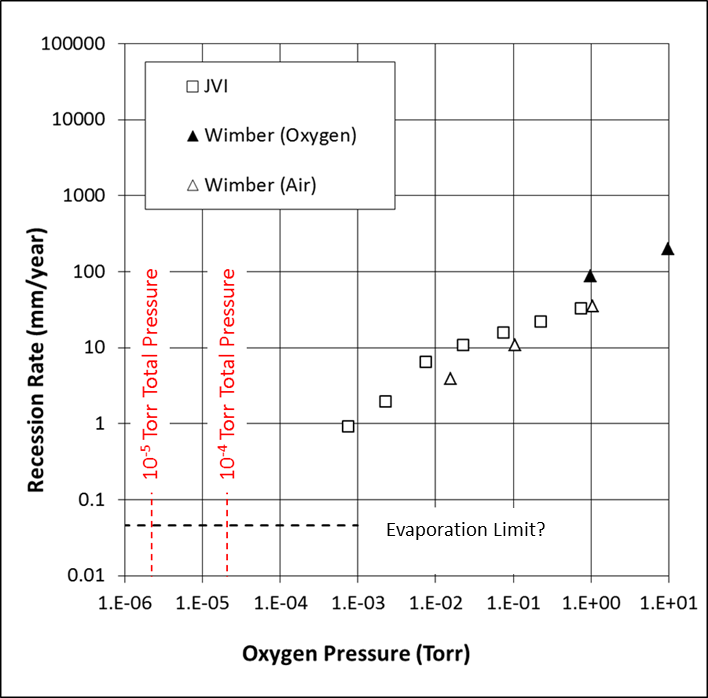 100000
10000
1000
100
10
1
0.1
0.01
JVI
Wimber (Oxygen)
Wimber (Air)
Recession Rate (mm/year)
10-5 Torr Total Pressure
10-4 Torr Total Pressure
Evaporation Limit?
1.E-06 1.E-05 1.E-04 1.E-03 1.E-02 1.E-01 1.E+00 1.E+01
Oxygen Pressure (Torr)